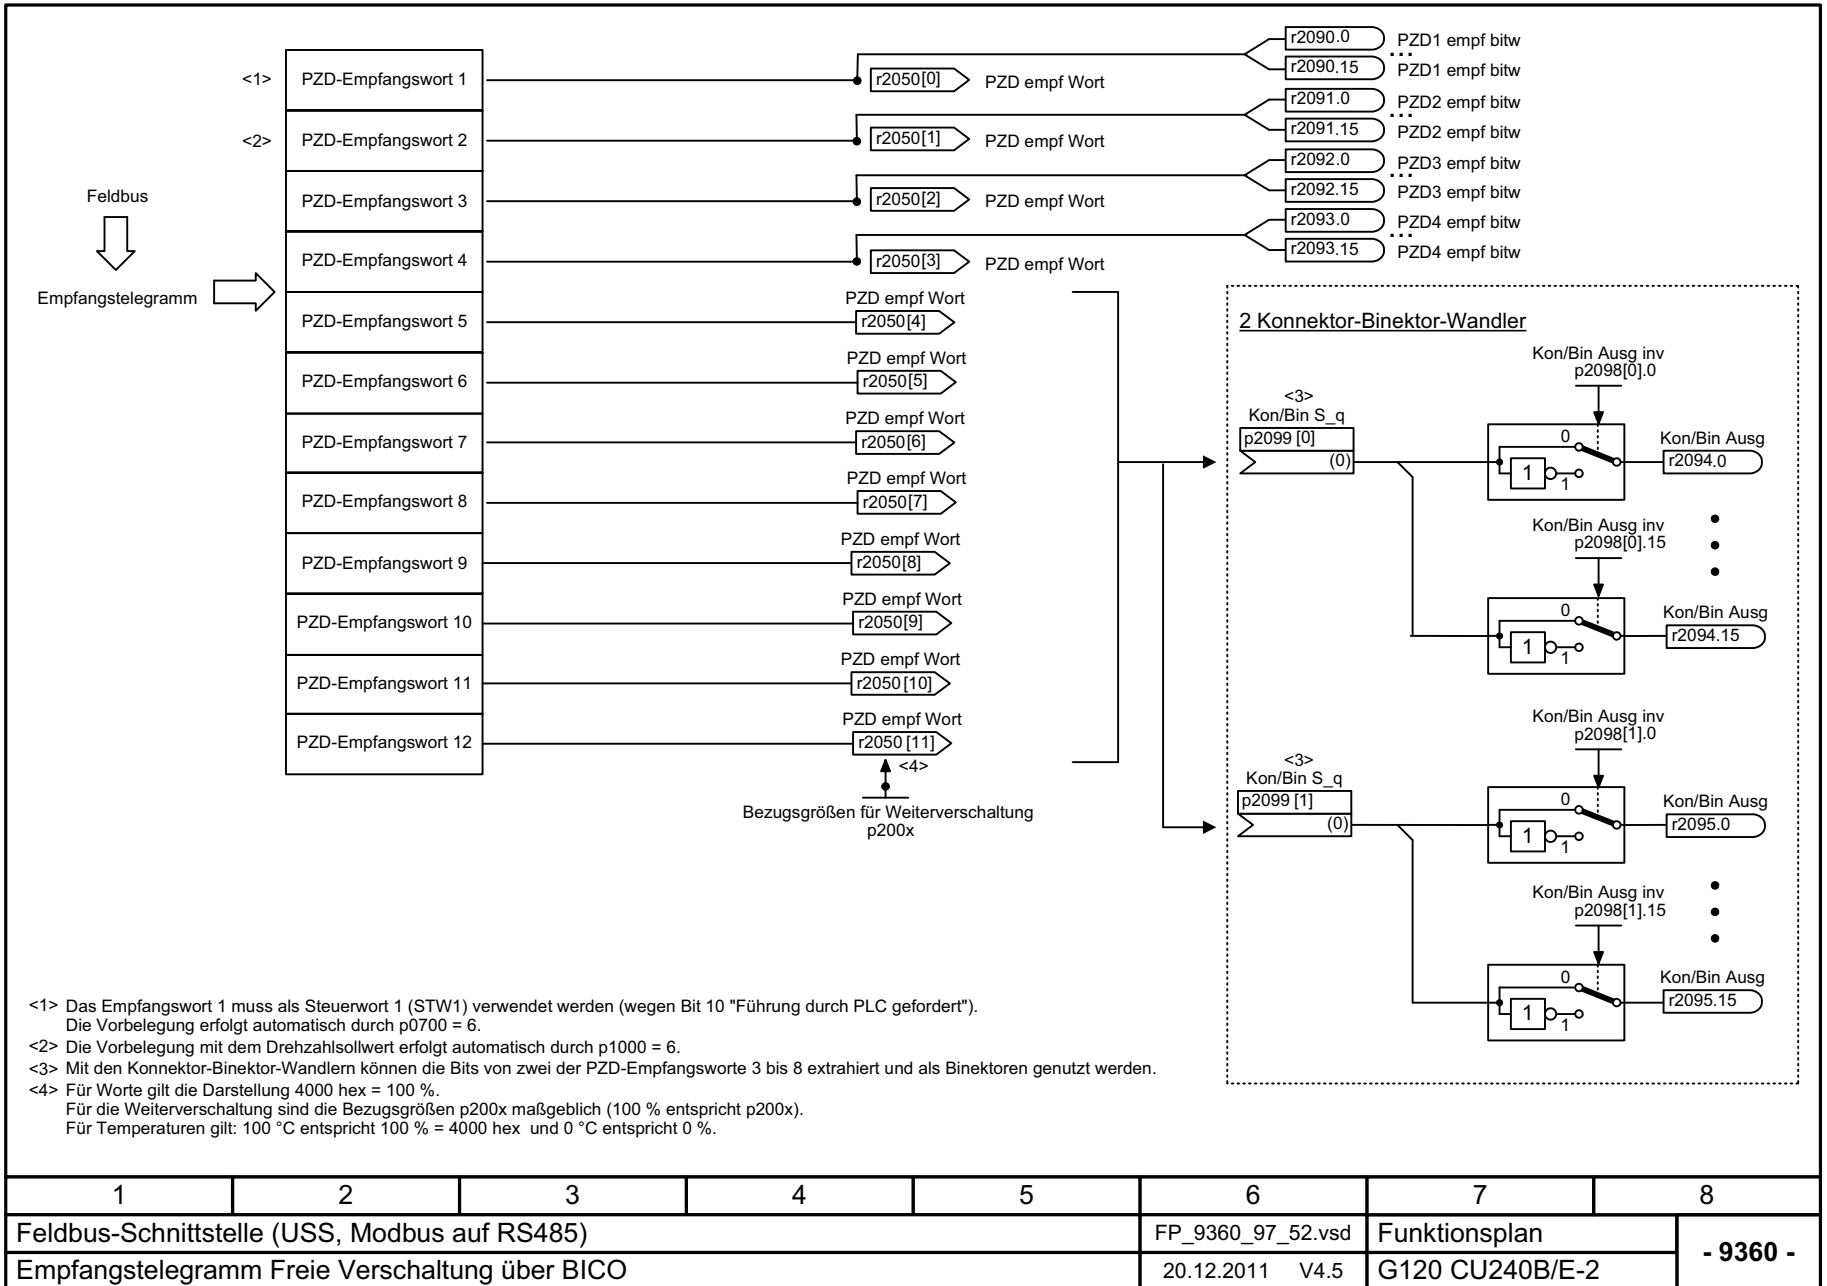 <1>
PZD-Empfangswort 1
r2050[0]
PZD empf Wort
r2090.0
PZD1 empf bitw
...
r2090.15
PZD1 empf bitw
<2>
PZD-Empfangswort 2
r2050[1]
PZD empf Wort
r2091.0
PZD2 empf bitw
...
r2091.15
PZD2 empf bitw
PZD-Empfangswort 3
r2050[2]
PZD empf Wort
r2092.0
PZD3 empf bitw
...
r2092.15
PZD3 empf bitw
PZD-Empfangswort 4
r2050[3]
PZD empf Wort
r2093.0
PZD4 empf bitw
...
r2093.15
PZD4 empf bitw
Feldbus
Empfangstelegramm
PZD-Empfangswort 5
PZD empf Wort
r2050[4]
PZD-Empfangswort 6
PZD empf Wort
r2050[5]
PZD-Empfangswort 7
PZD empf Wort
r2050[6]
PZD-Empfangswort 8
PZD empf Wort
r2050[7]
PZD-Empfangswort 9
PZD empf Wort
r2050[8]
PZD-Empfangswort 10
PZD empf Wort
r2050[9]
PZD-Empfangswort 11
PZD empf Wort
r2050[10]
PZD-Empfangswort 12
PZD empf Wort
r2050 [11]
<4>
Bezugsgrößen für Weiterverschaltung
p200x
2 Konnektor-Binektor-Wandler
<3>
Kon/Bin S_q
p2099 [0]
(0)
Kon/Bin Ausg inv
p2098[0].0
0
1
1
Kon/Bin Ausg
r2094.0
Kon/Bin Ausg inv
p2098[0].15
0
1
1
Kon/Bin Ausg
r2094.15
<3>
Kon/Bin S_q
p2099 [1]
(0)
Kon/Bin Ausg inv
p2098[1].0
0
1
1
Kon/Bin Ausg
r2095.0
Kon/Bin Ausg inv
p2098[1].15
0
1
1
Kon/Bin Ausg
r2095.15
<1> Das Empfangswort 1 muss als Steuerwort 1 (STW1) verwendet werden (wegen Bit 10 "Führung durch PLC gefordert").
Die Vorbelegung erfolgt automatisch durch p0700 = 6.
<2> Die Vorbelegung mit dem Drehzahlsollwert erfolgt automatisch durch p1000 = 6.
<3> Mit den Konnektor-Binektor-Wandlern können die Bits von zwei der PZD-Empfangsworte 3 bis 8 extrahiert und als Binektoren genutzt werden.
<4> Für Worte gilt die Darstellung 4000 hex = 100 %.
Für die Weiterverschaltung sind die Bezugsgrößen p200x maßgeblich (100 % entspricht p200x).
Für Temperaturen gilt: 100 °C entspricht 100 % = 4000 hex und 0 °C entspricht 0 %.
1 2 3 4 5 6 7 8
Feldbus-Schnittstelle (USS, Modbus auf RS485)
FP_9360_97_52.vsd
Funktionsplan
- 9360 -
Empfangstelegramm Freie Verschaltung über BICO
20.12.2011 V4.5
G120 CU240B/E-2